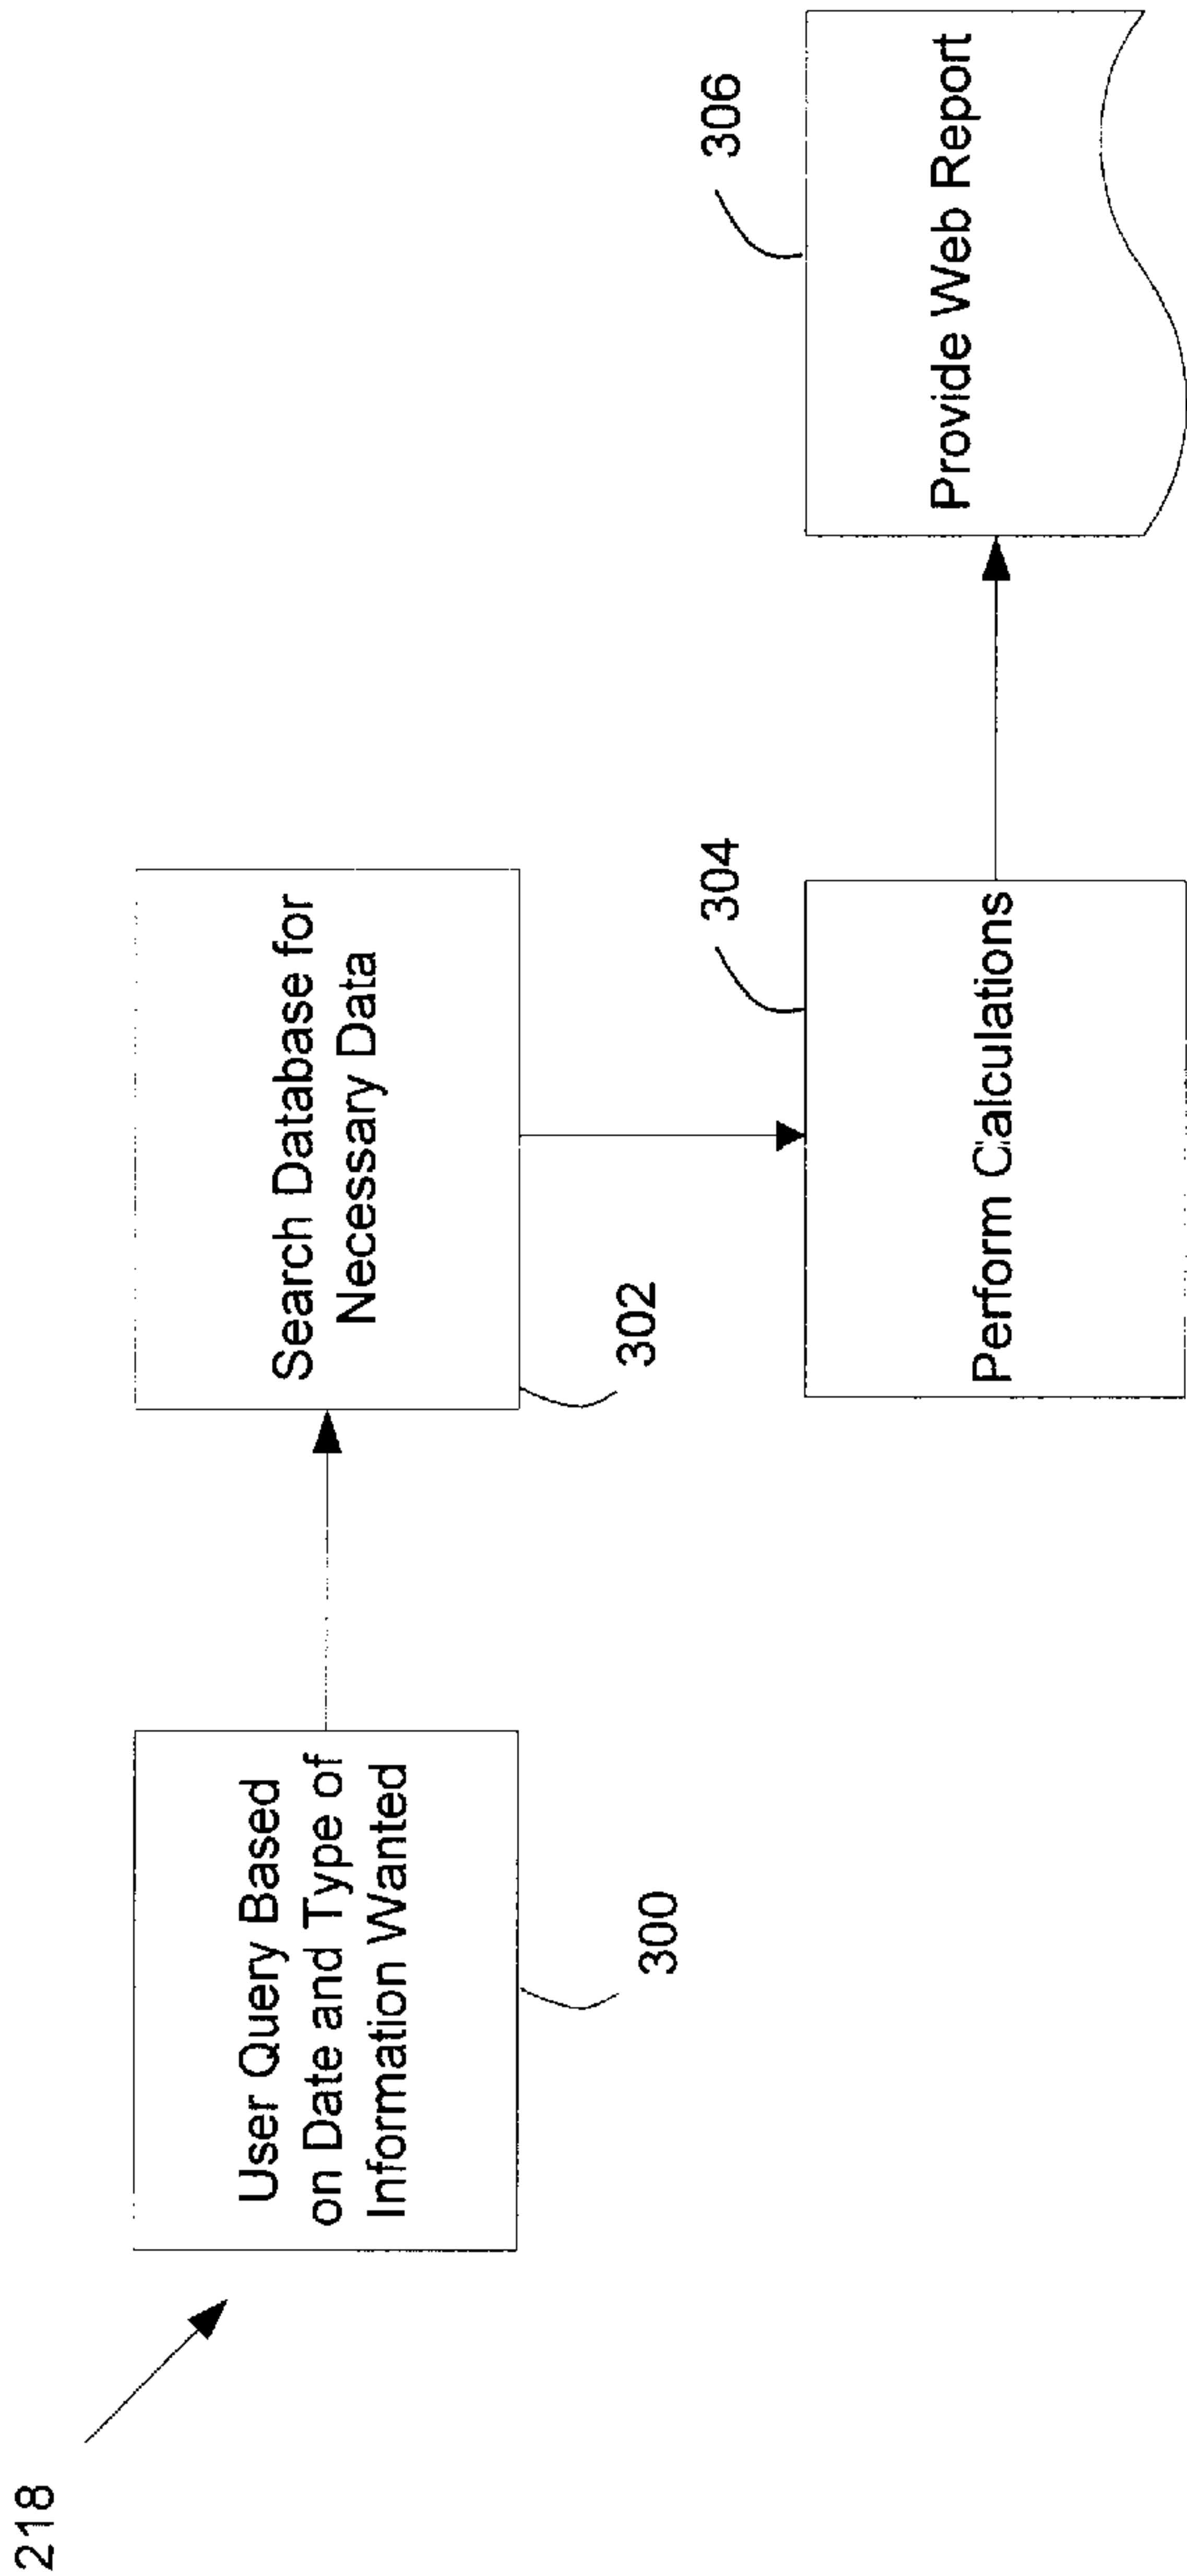 218
User Query Based
on Date and Type of
Information Wanted
300
Search Database for
Necessary Data
302
304
Perform Calculations
306
Provide Web Report